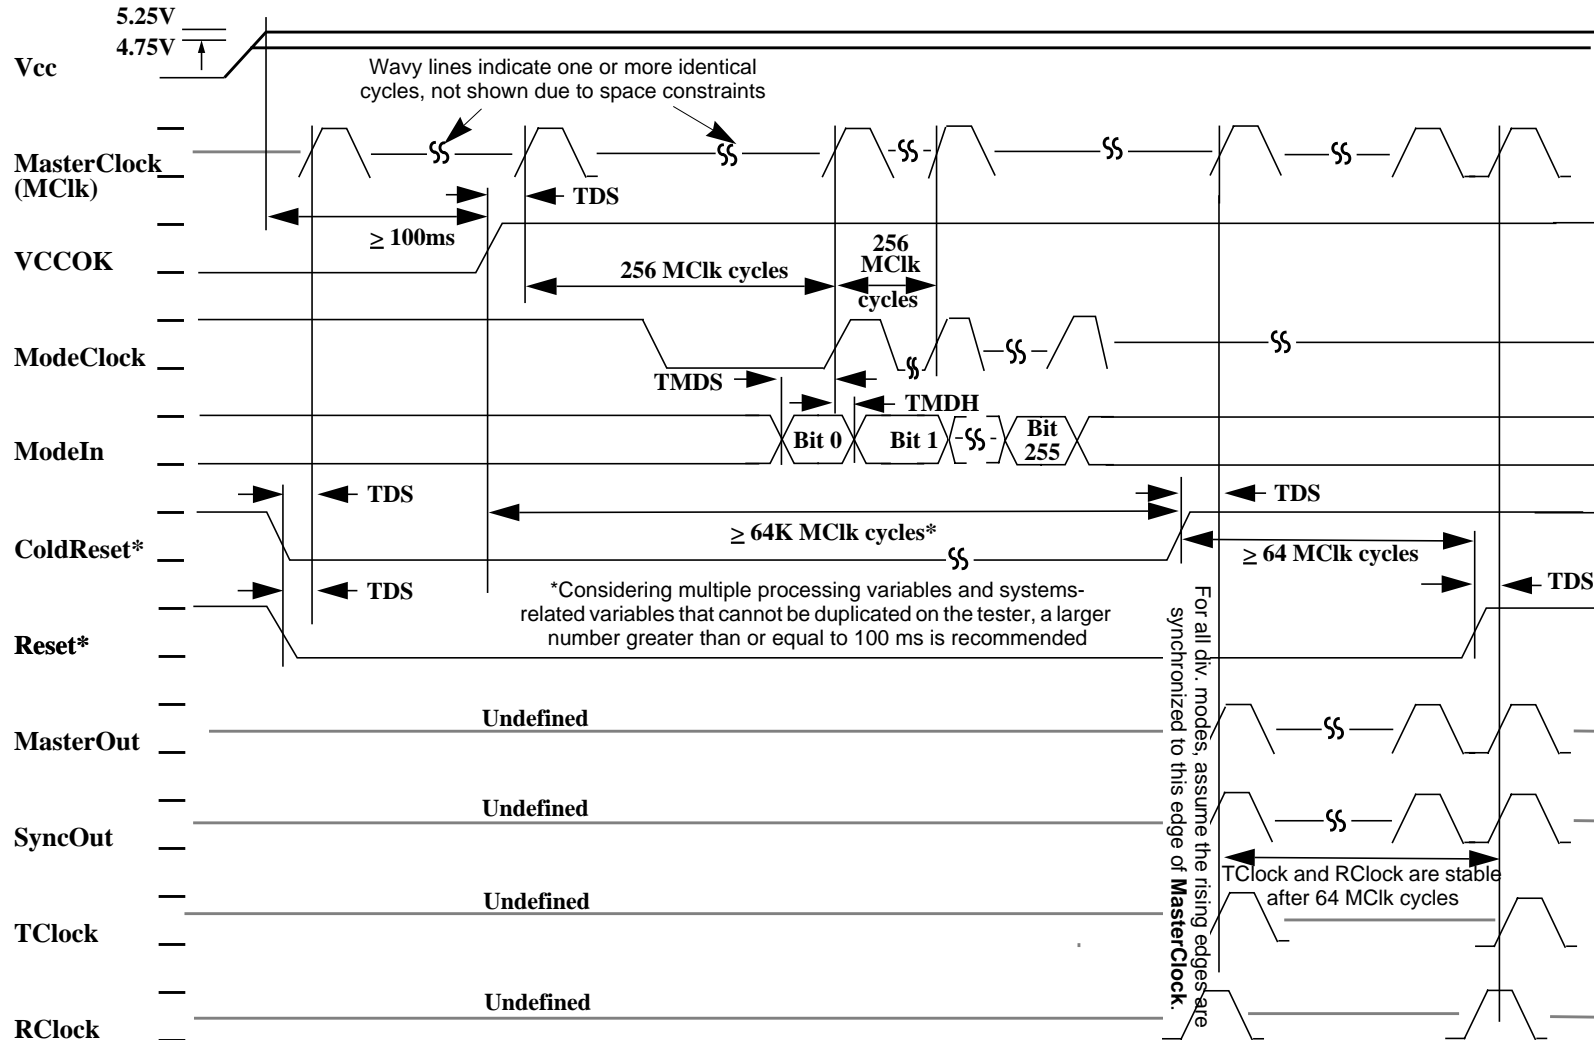 5.25V
4.75V
Vcc
Wavy lines indicate one or more identical
cycles, not shown due to space constraints
MasterClock
(MClk)
TDS
≥ 100ms
VCCOK
256 MClk cycles
256
MClk
cycles
ModeClock
TMDS
TMDH
ModeIn
Bit 0
Bit 1
Bit
255
TDS
TDS
ColdReset*
≥ 64K MClk cycles*
≥ 64 MClk cycles
TDS
TDS
*Considering multiple processing variables and systems-
related variables that cannot be duplicated on the tester, a larger
number greater than or equal to 100 ms is recommended
Reset*
For all div. modes, assume the rising edges are
synchronized to this edge of MasterClock.
MasterOut
Undefined
SyncOut
Undefined
TClock and RClock are stable
after 64 MClk cycles
TClock
Undefined
RClock
Undefined